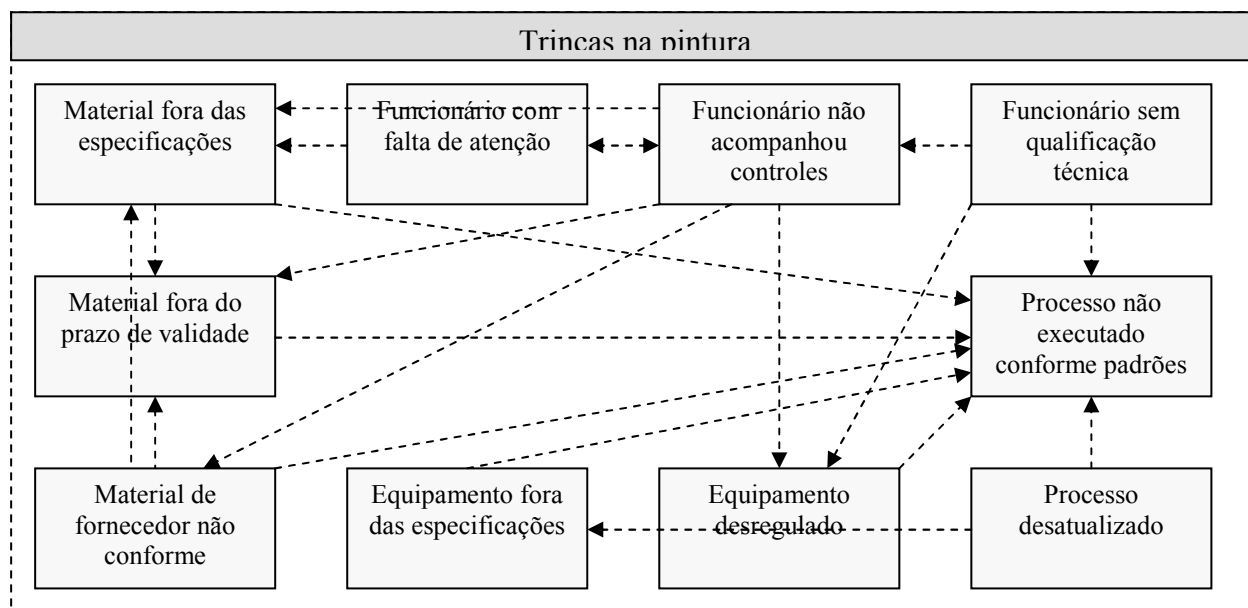 Trincas na pintura
Material fora das
especificações
Funcionário com
falta de atenção
Funcionário não
acompanhou
controles
Funcionário sem
qualificação
técnica
Material fora do
prazo de validade
Processo não
executado
conforme padrões
Material de
fornecedor não
conforme
Equipamento fora
das especificações
Equipamento
desregulado
Processo
desatualizado